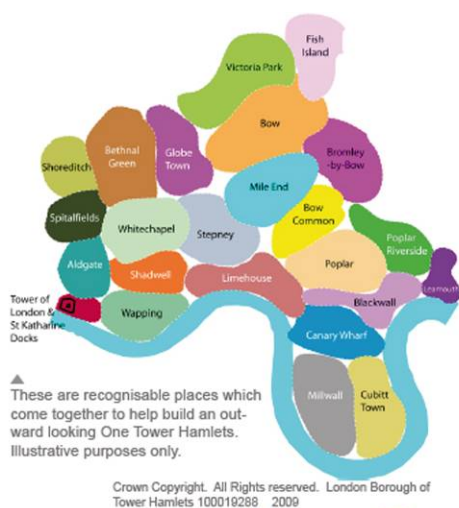 Fish
Island
Victoria Park
Bow
Bethnal
Green
Globe
Town
Bromley
-by-Bow
Shoreditch
Mile End
Spitalfields
Bow
Common
Whitechapel
Stepney
Poplar
Riverside
Aldgate
Shadwell
Limehouse
Poplar
Leamouth
Blackwall
Tower of
London &
St Katharine
Docks
Wapping
Canary Wharf
Millwall
Cubitt
Town
These are recognisable places which
come together to help build an out-
ward looking One Tower Hamlets.
Illustrative purposes only.
Crown Copyright. All Rights reserved. London Borough of
Tower Hamlets 100019288 2009